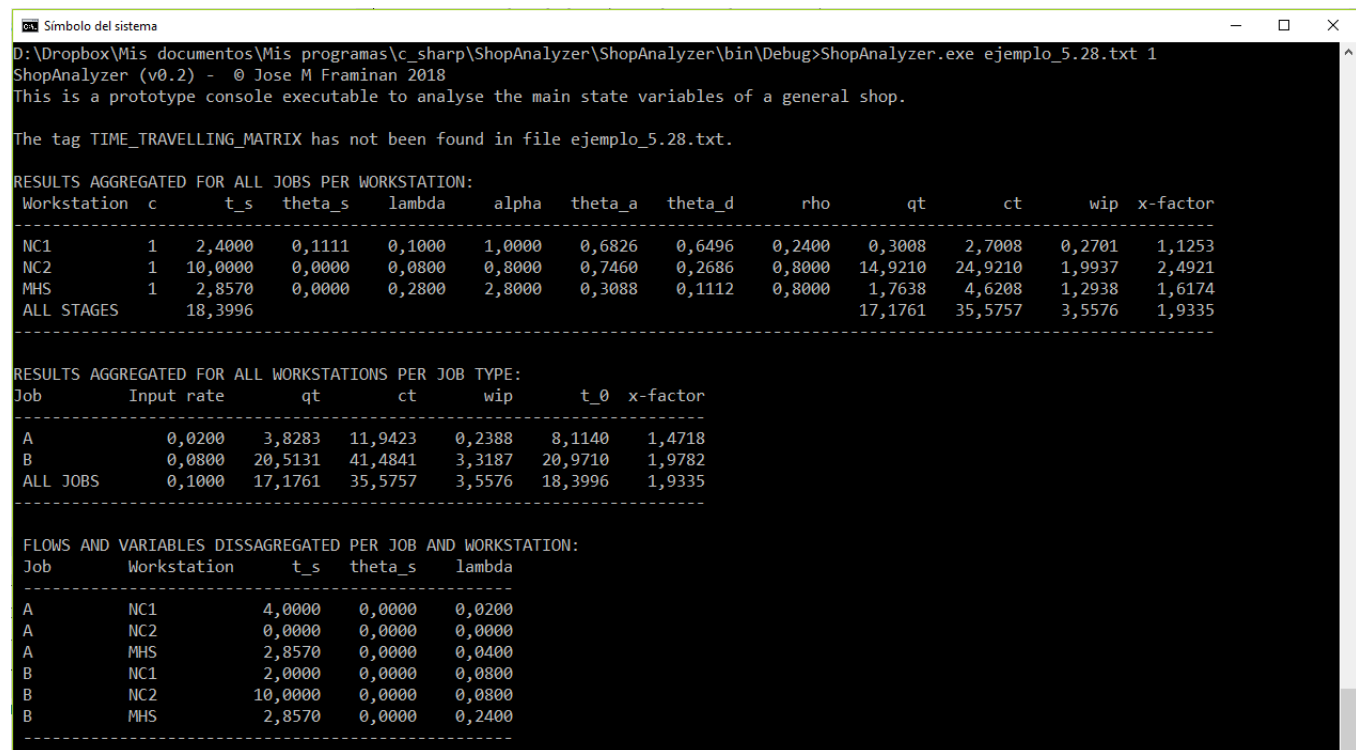 Símbolo del sistema
D:\Dropbox\Mis documentos\Mis programas\c_sharp\ShopAnalyzer\ShopAnalyzer\bin\Debug>ShopAnalyzer.exe ejemplo_5.28.txt 1
ShopAnalyzer (v0.2) - © Jose M Framinan 2018
This is a prototype console executable to analyse the main state variables of a general shop.
The tag TIME_TRAVELLING_MATRIX has not been found in file ejemplo_5.28.txt.
RESULTS AGGREGATED FOR ALL JOBS PER WORKSTATION:
Workstation c t_s theta_s lambda alpha theta_a theta_d rho qt ct wip x-factor
NC1 1 2,4000 0,1111 0,1000 1,0000 0,6826 0,6496 0,2400 0,3008 2,7008 0,2701 1,1253
NC2 1 10,0000 0,0000 0,0800 0,8000 0,7460 0,2686 0,8000 14,9210 24,9210 1,9937 2,4921
MHS 1 2,8570 0,0000 0,2800 2,8000 0,3088 0,1112 0,8000 1,7638 4,6208 1,2938 1,6174
ALL STAGES 18,3996 17,1761 35,5757 3,5576 1,9335
RESULTS AGGREGATED FOR ALL WORKSTATIONS PER JOB TYPE:
Job Input rate qt ct wip t_0 x-factor
A 0,0200 3,8283 11,9423 0,2388 8,1140 1,4718
B 0,0800 20,5131 41,4841 3,3187 20,9710 1,9782
ALL JOBS 0,1000 17,1761 35,5757 3,5576 18,3996 1,9335
FLOWS AND VARIABLES DISSAGREGATED PER JOB AND WORKSTATION:
Job Workstation t_s theta_s lambda
A NC1 4,0000 0,0000 0,0200
A NC2 0,0000 0,0000 0,0000
A MHS 2,8570 0,0000 0,0400
B NC1 2,0000 0,0000 0,0800
B NC2 10,0000 0,0000 0,0800
B MHS 2,8570 0,0000 0,2400